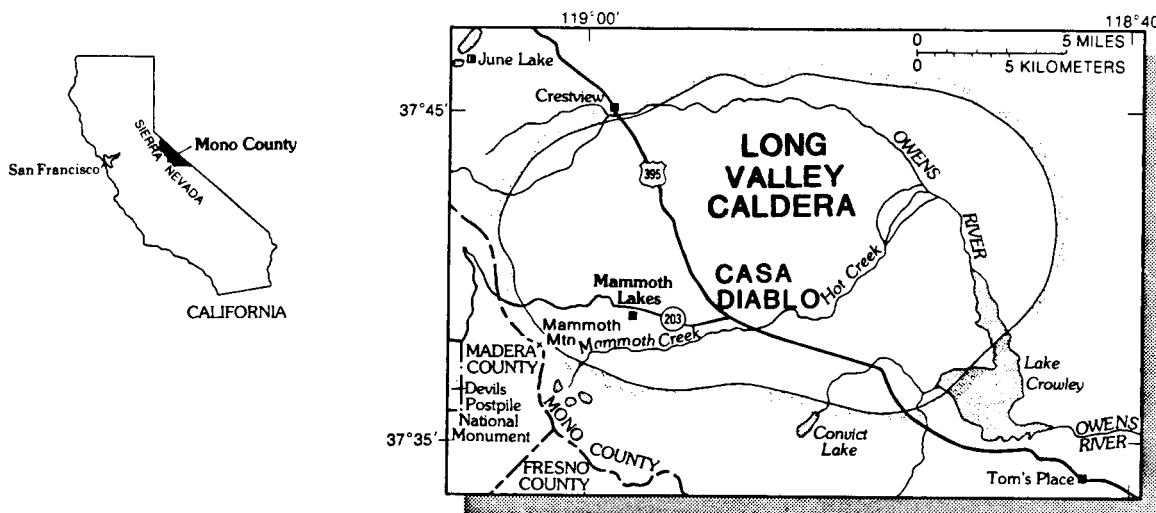 SIERRA NEVADA
Mono County
San Francisco
CALIFORNIA
119°00'
118°40'
0 5 MILES
0 5 KILOMETERS
June Lake
Crestview
37°45'
395
LONG
VALLEY
CALDERA
OWENS
RIVER
Hot Creek
CASA
DIABLO
Mammoth
Lakes
203
Mammoth
Mtn
Mammoth Creek
MADERA
COUNTY
Devils
Postpile
National
Monument
MONO COUNTY
FRESNO
COUNTY
37°35'
Convict
Lake
Lake
Crowley
OWENS
RIVER
Tom's Place